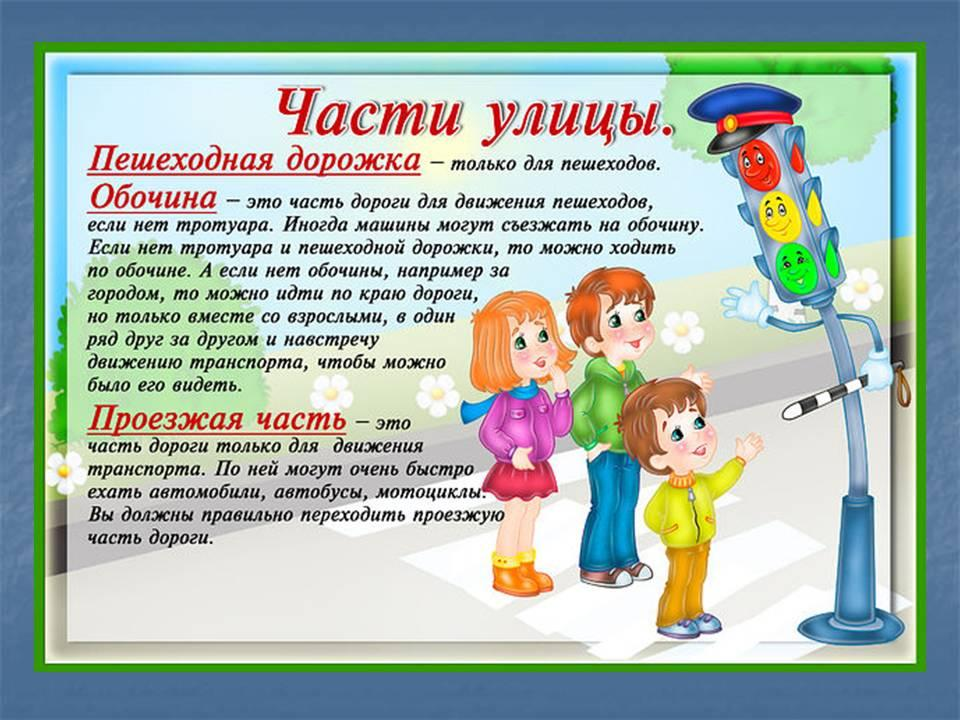 Части улицы.
Пешеходная дорожка – только для пешеходов.
Обочина – это часть дороги для движения пешеходов,
если нет тротуара. Иногда машины могут съезжать на обочину.
Если нет тротуара и пешеходной дорожки, то можно ходить
по обочине. А если нет обочины, например за
городом, то можно идти по краю дороги,
но только вместе со взрослыми, в один
ряд друг за другом и навстречу
движению транспорта, чтобы можно
было его видеть.
Проезжая часть – это
часть дороги только для движения
транспорта. По ней могут очень быстро
ехать автомобили, автобусы, мотоциклы.
Вы должны правильно переходить проезжую
часть дороги.